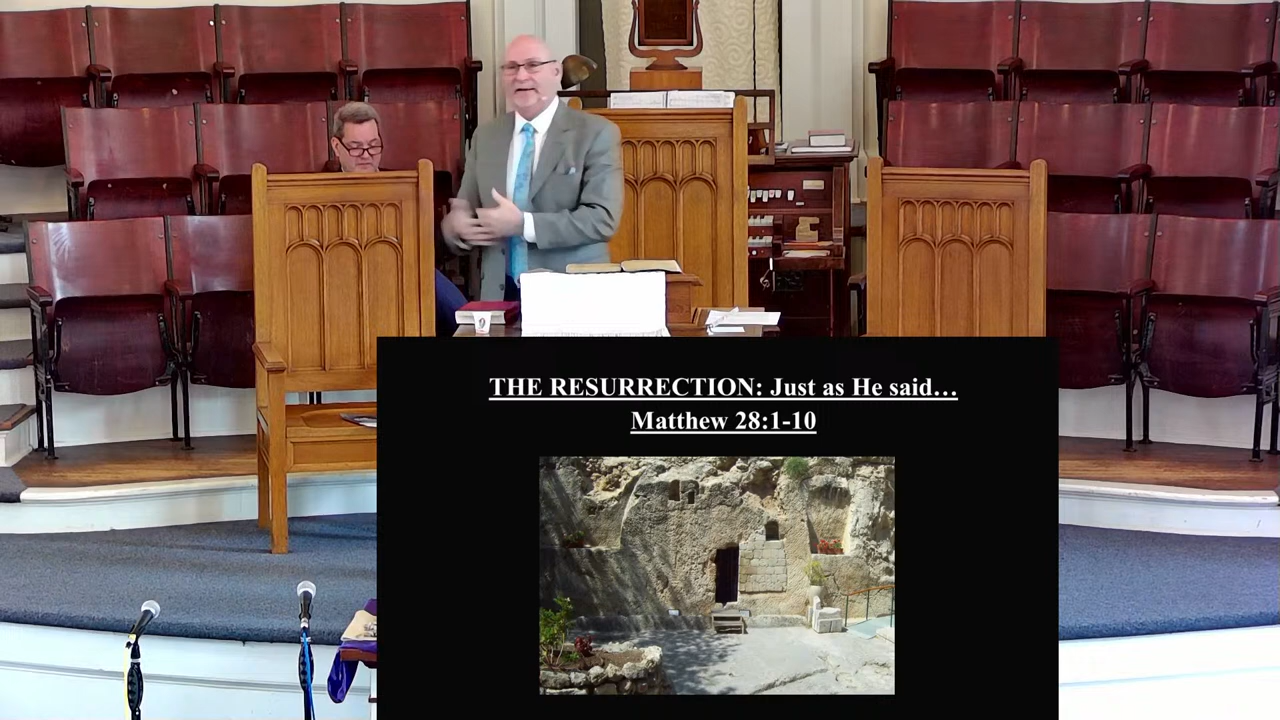 THE RESURRECTION: Just as He said…
Matthew 28:1-10